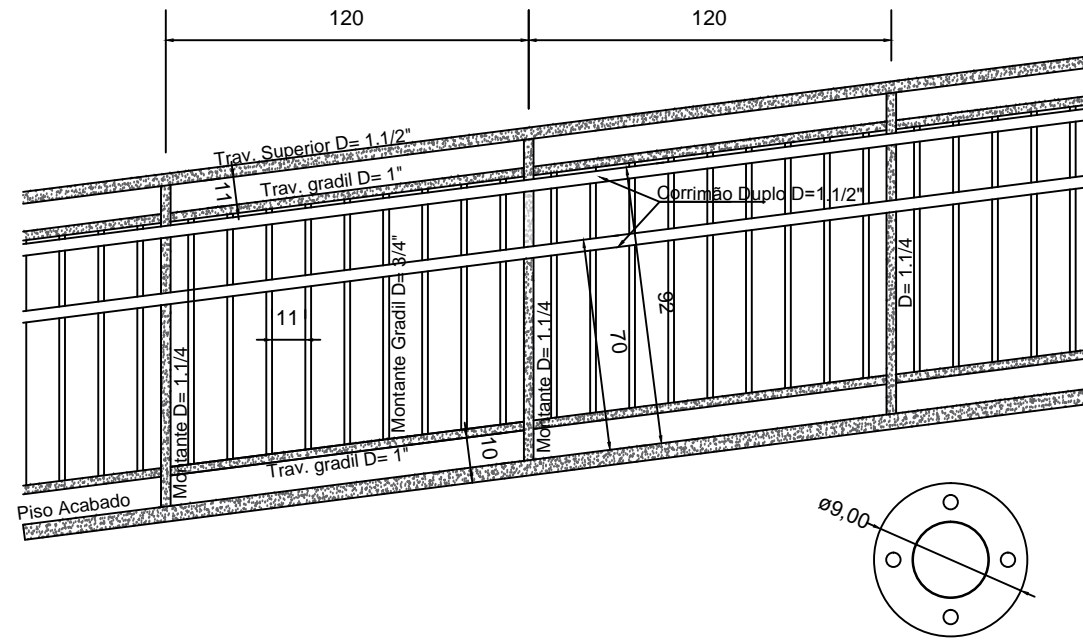 120
120
Trav. Superior D= 1.1/2"
11
Trav. gradil D= 1"
Corrimão Duplo D=1.1/2"
D= 1.1/4
Montante Gradil D= 3/4"
11
92
70
Montante D= 1.1/4
Montante D= 1.1/4
10
Trav. gradil D= 1"
Piso Acabado
ø9,00